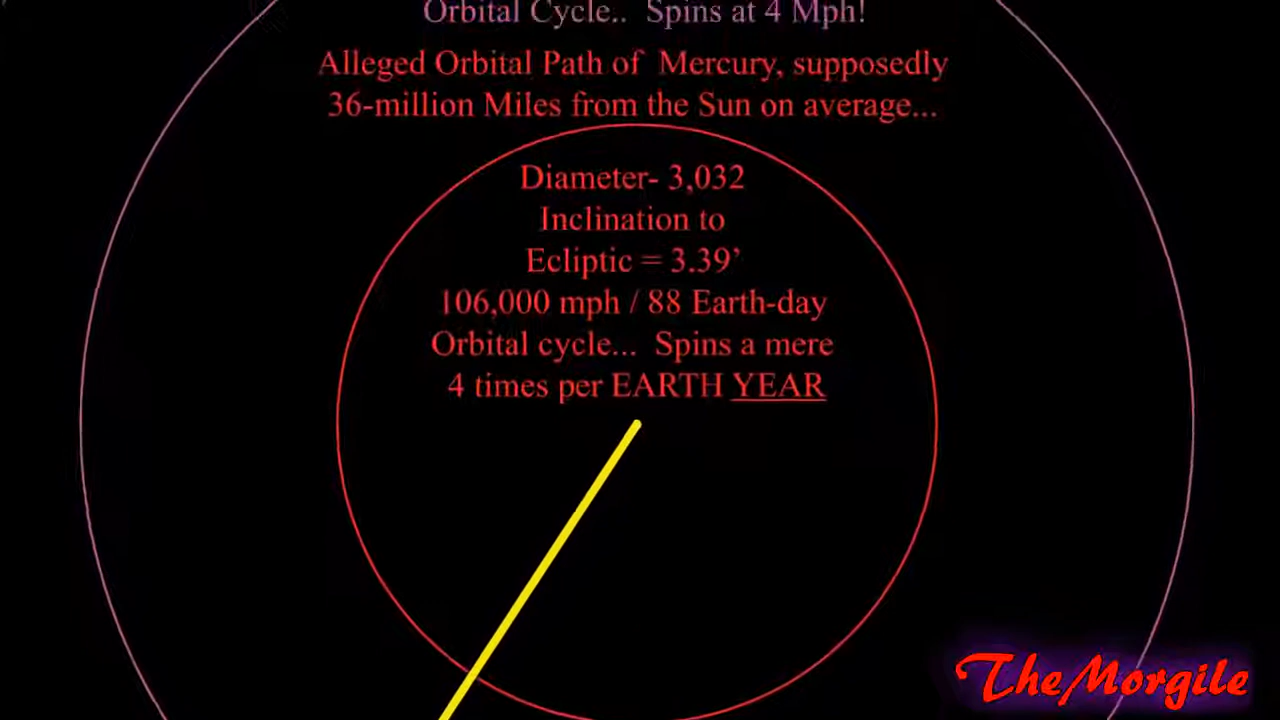 Orbital Cycle.. Spins at 4 Mph!
Alleged Orbital Path of Mercury, supposedly
36-million Miles from the Sun on average...
Diameter- 3,032
Inclination to
Ecliptic = 3.39’
106,000 mph / 88 Earth-day
Orbital cycle... Spins a mere
4 times per EARTH YEAR
TheMorgile